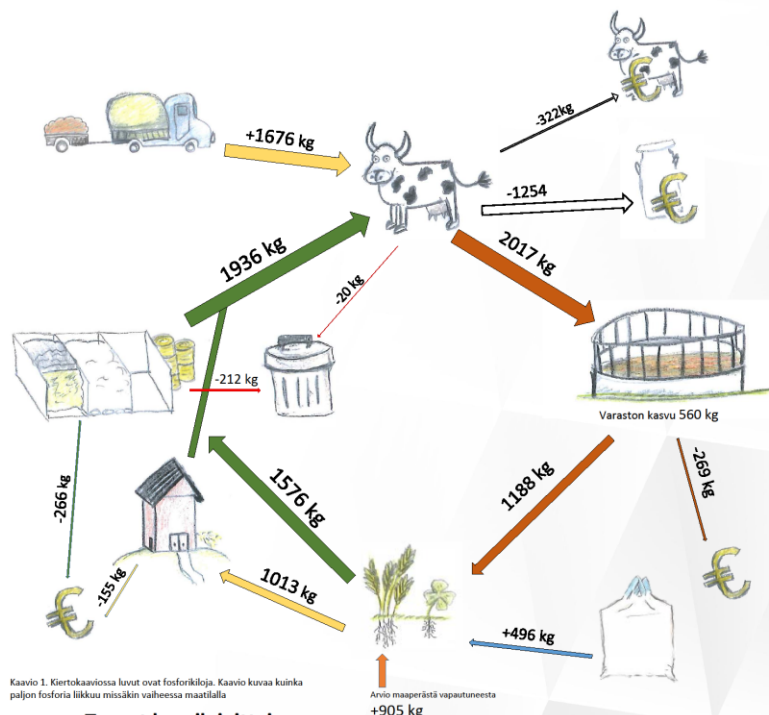 -322kg
+1676 kg
-1254
1936 kg
2017 kg
-20 kg
-212 kg
Varaston kasvu 560 kg
-266 kg
1576 kg
1188 kg
-269 kg
-155 kg
1013 kg
+496 kg
Kaavio 1. Kiertokaaviossa luvut ovat fosforikiloja. Kaavio kuvaa kuinka
paljon fosforia liikkuu missäkin vaiheessa maatilalla
Arvio maaperästä vapautuneesta
+905 kg